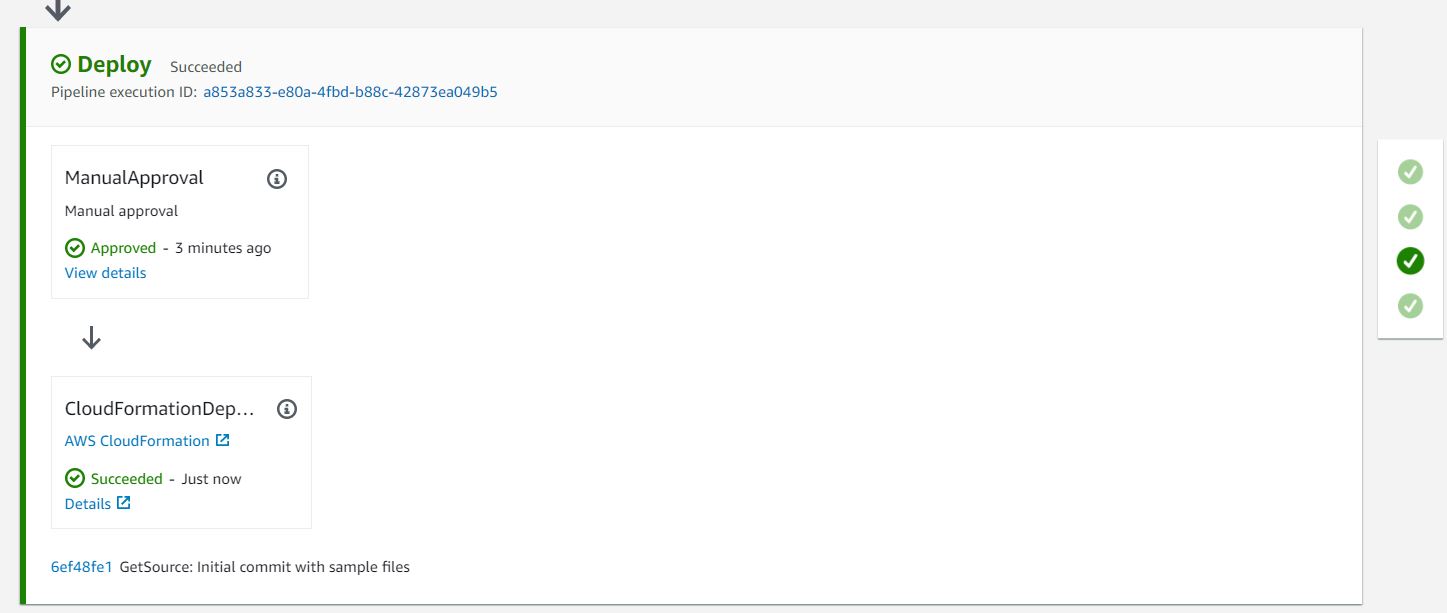 Deploy Succeeded
Pipeline execution ID: a853a833-e80a-4fbd-b88c-42873ea049b5
ManualApproval
Manual approval
Approved - 3 minutes ago
View details
CloudFormationDep...
AWS CloudFormation
Succeeded - Just now
Details
6ef48fe1 GetSource: Initial commit with sample files